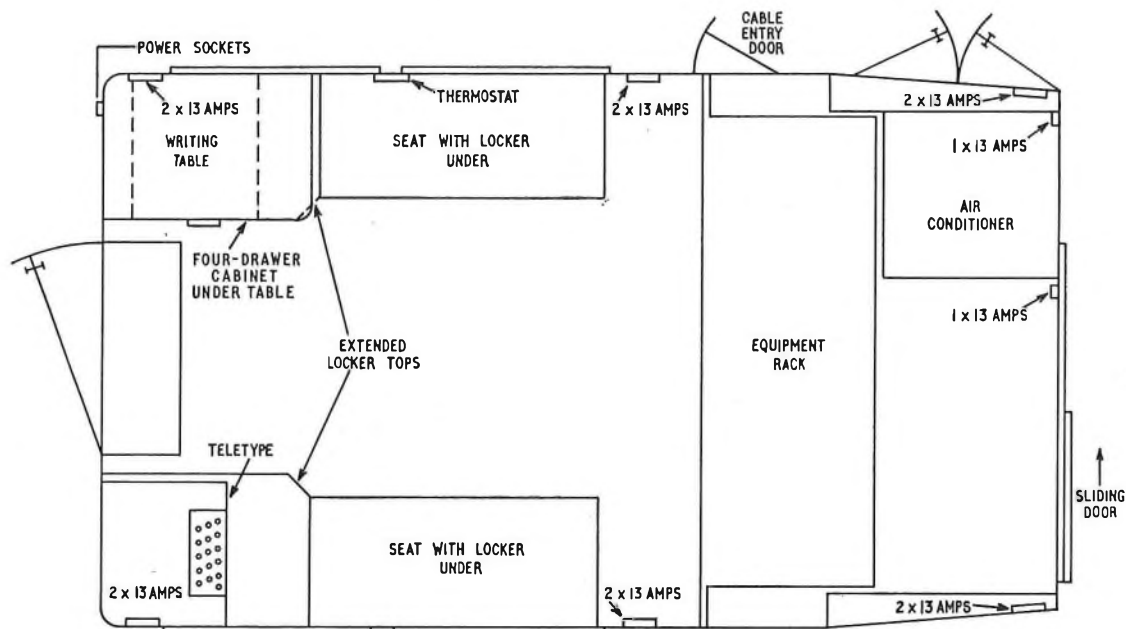 CABLE
ENTRY
DOOR
POWER SOCKETS
2 x 13 AMPS
WRITING
TABLE
THERMOSTAT
SEAT WITH LOCKER
UNDER
2 x 13 AMPS
2 x 13 AMPS
1 x 13 AMPS
AIR
CONDITIONER
FOUR-DRAWER
CABINET
UNDER TABLE
1 x 13 AMPS
EXTENDED
LOCKER TOPS
EQUIPMENT
RACK
TELETYPE
SLIDING
DOOR
SEAT WITH LOCKER
UNDER
2 x 13 AMPS
2 x 13 AMPS
2 x 13 AMPS